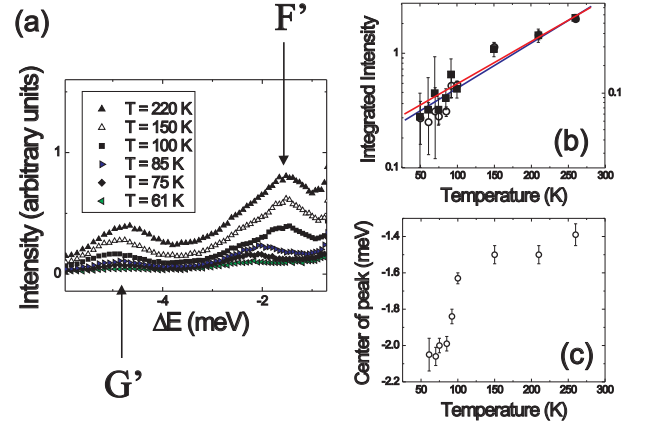 (a)
F'
Intensity (arbitrary units)
1
0
T = 220 K
T = 150 K
T = 100 K
T = 85 K
T = 75 K
T = 61 K
-4
-2
ΔE (meV)
G'
Integrated Intensity
1
0.1
0.1
(b)
50 100 150 200 250 300
Temperature (K)
Center of peak (meV)
-1.4
-1.6
-1.8
-2.0
-2.2
(c)
50 100 150 200 250 300
Temperature (K)